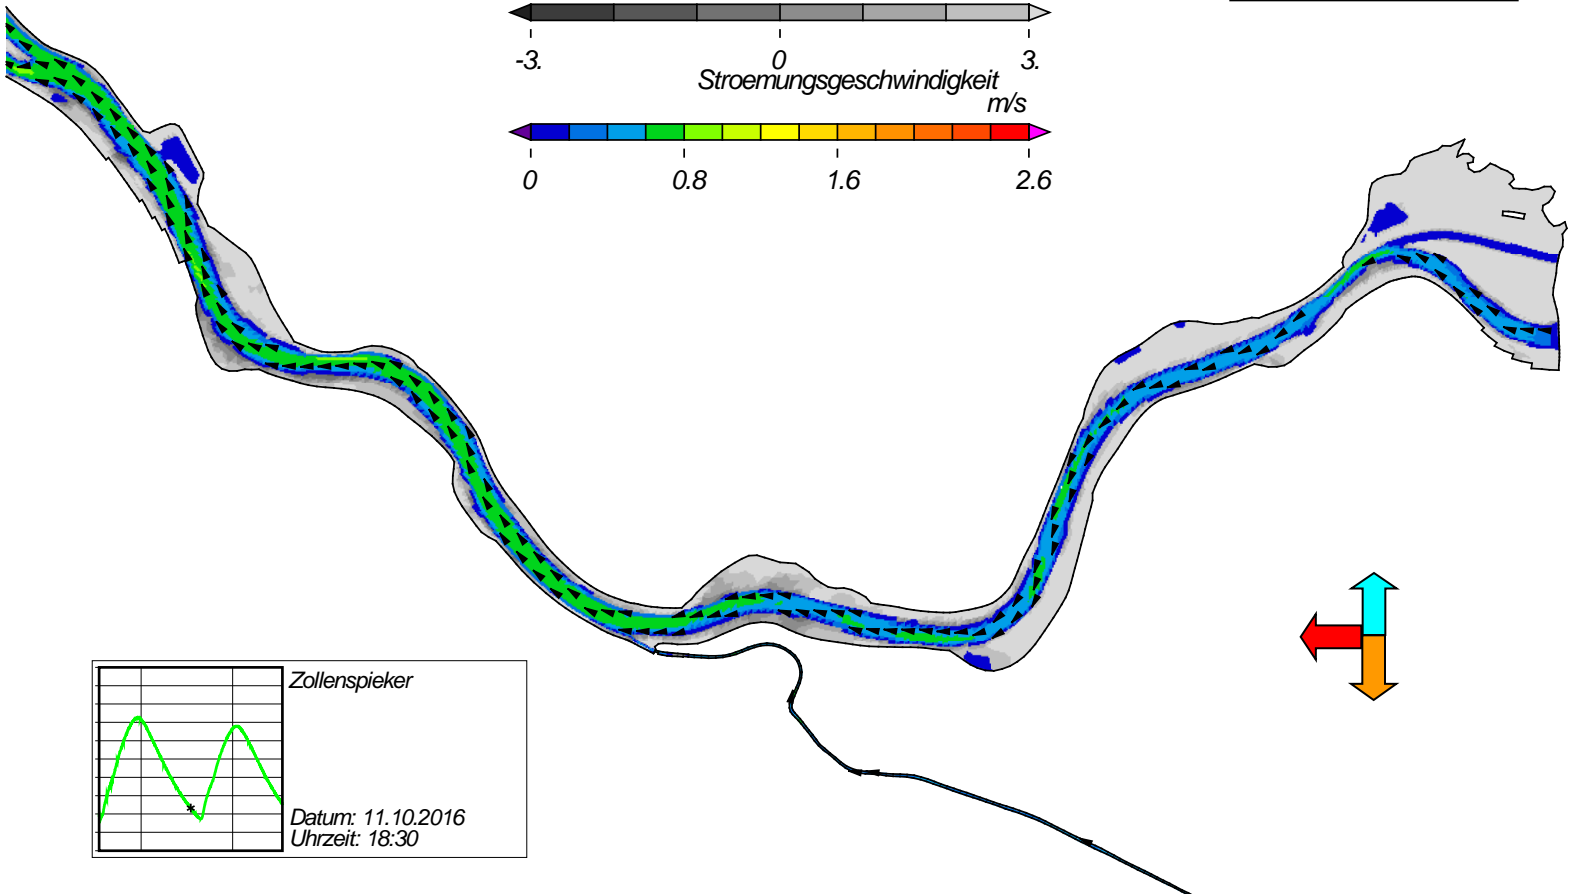 -3. 0 3.
Stroemungsgeschwindigkeit
m/s
0 0.8 1.6 2.6
Zollenspieker
Datum: 11.10.2016
Uhrzeit: 18:30